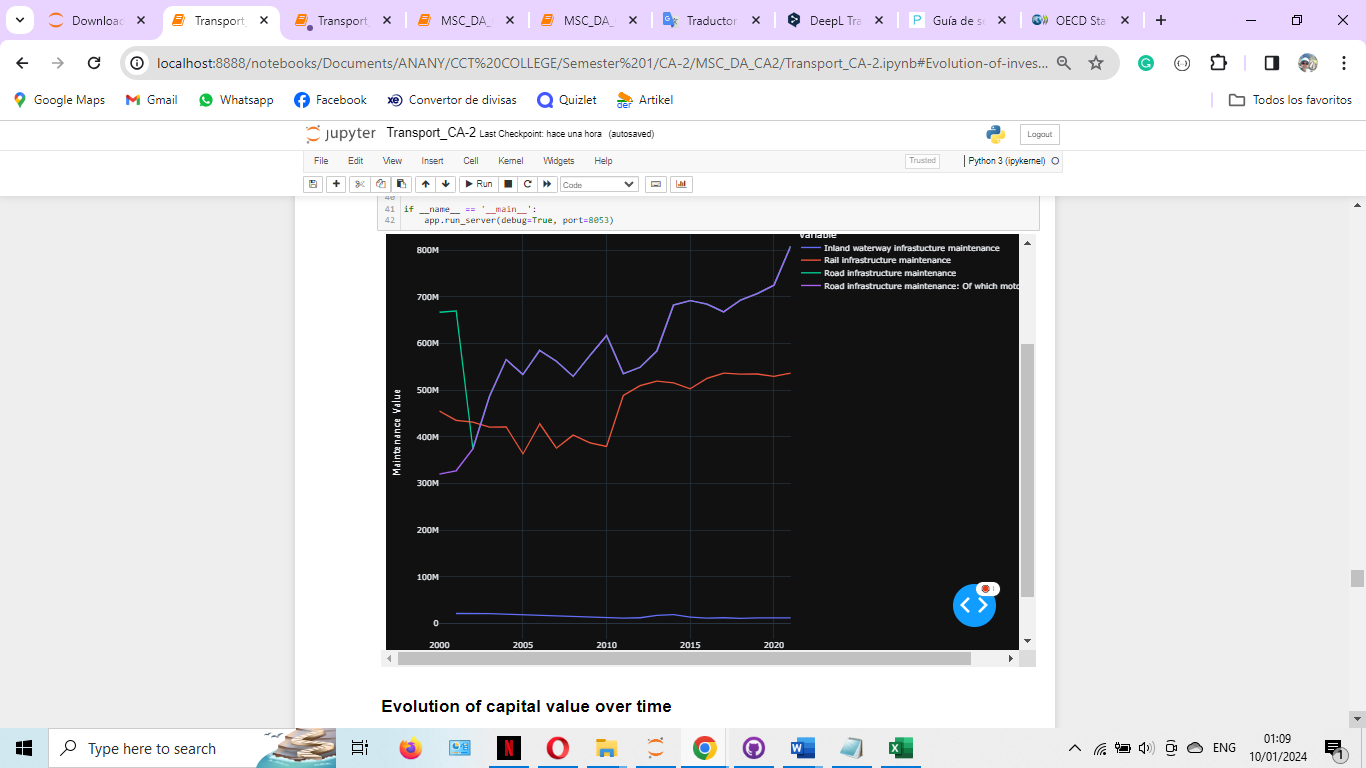 Downloa
Transport_
Transport_
MSC_DA_
MSC_DA_
Traductor
DeepL Tra
Guía de s
OECD Sta
localhost:8888/notebooks/Documents/ANANY/CCT%20COLLEGE/Semester%201/CA-2/MSC_DA_CA2/Transport_CA-2.ipynb#Evolution-of-inves...
Google Maps
Gmail
Whatsapp
Facebook
Convertor de divisas
Quizlet
Artikel
Todos los favoritos
jupyter Transport_CA-2 Last Checkpoint: hace una hora (autosaved)
Logout
File Edit View Insert Cell Kernel Widgets Help
Trusted
Python 3 (ipykernel)
Run
Code
40
41 if __name__ == '__main__':
42 app.run_server(debug=True, port=8053)
variable
Inland waterway infrastucture maintenance
Rail infrastructure maintenance
Road infrastructure maintenance
Road infrastructure maintenance: Of which moto
Maintenance Value
800M
700M
600M
500M
400M
300M
200M
100M
0
2000 2005 2010 2015 2020
Evolution of capital value over time
Type here to search
ENG
01:09
10/01/2024
1